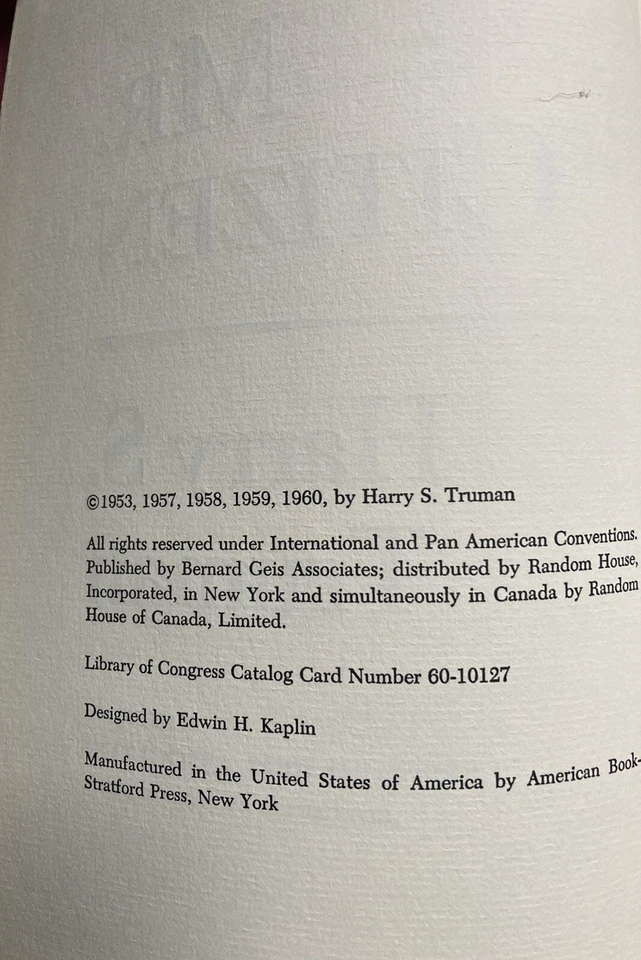 ©1953, 1957, 1958, 1959, 1960, by Harry S. Truman
All rights reserved under International and Pan American Conventions.
Published by Bernard Geis Associates; distributed by Random House,
Incorporated, in New York and simultaneously in Canada by Random
House of Canada, Limited.
Library of Congress Catalog Card Number 60-10127
Designed by Edwin H. Kaplin
Manufactured in the United States of America by American Book-
Stratford Press, New York